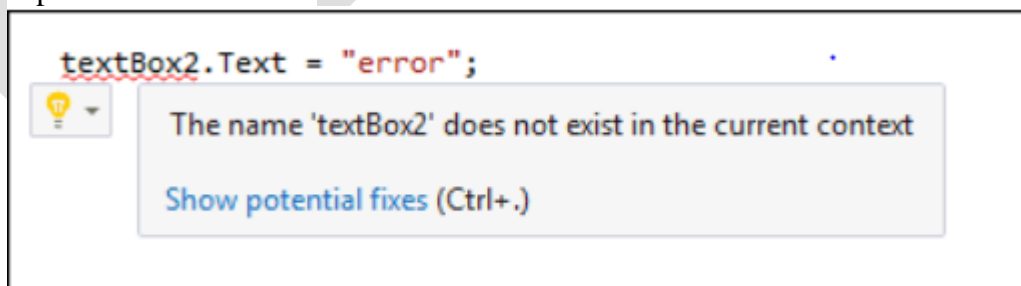 textBox2.Text = "error";
The name 'textBox2' does not exist in the current context
Show potential fixes (Ctrl+.)